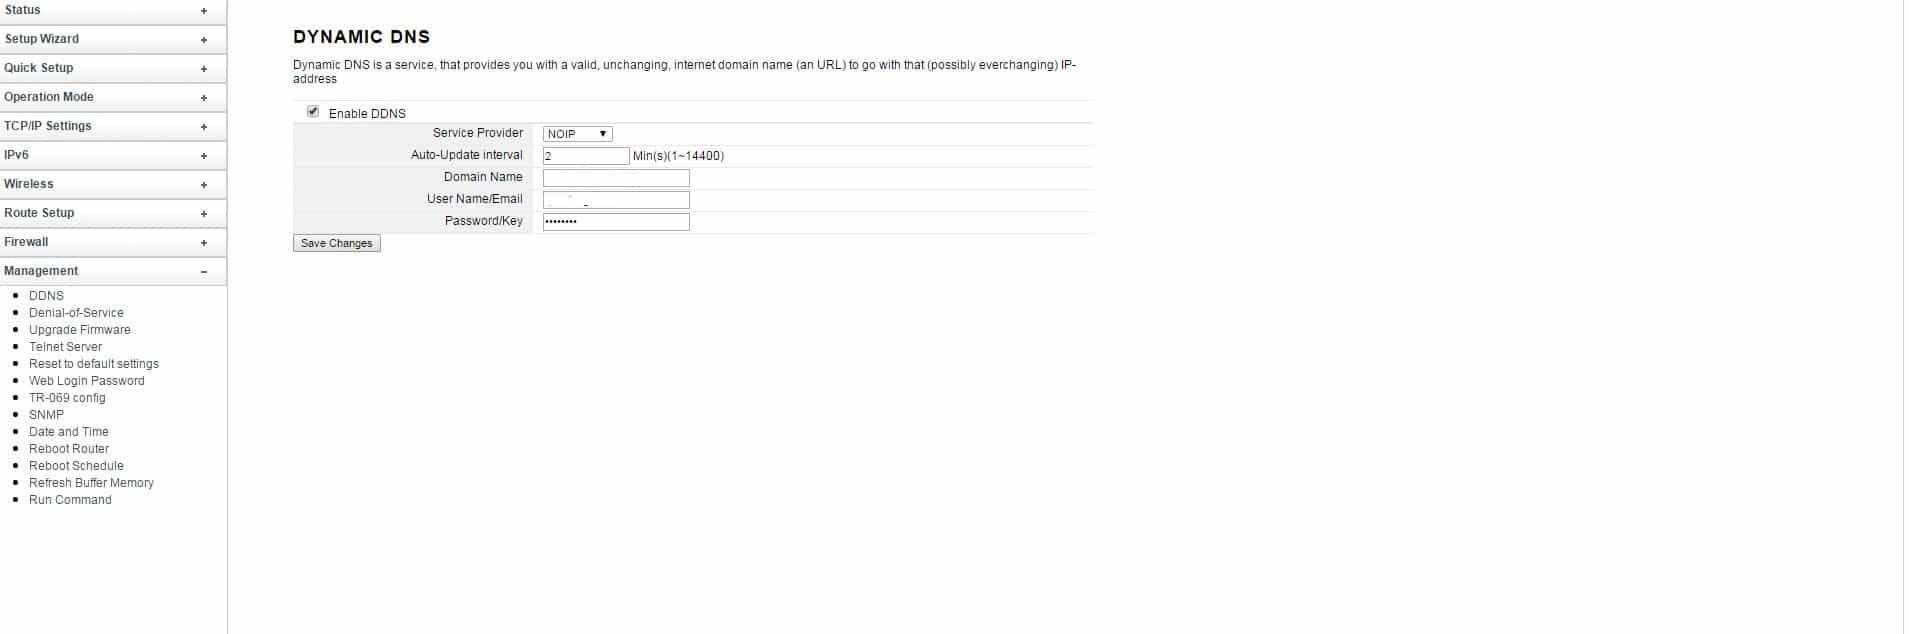 Status +
Setup Wizard +
Quick Setup +
Operation Mode +
TCP/IP Settings +
IPv6 +
Wireless +
Route Setup +
Firewall +
Management −
DDNS
Denial-of-Service
Upgrade Firmware
Telnet Server
Reset to default settings
Web Login Password
TR-069 config
SNMP
Date and Time
Reboot Router
Reboot Schedule
Refresh Buffer Memory
Run Command
DYNAMIC DNS
Dynamic DNS is a service, that provides you with a valid, unchanging, internet domain name (an URL) to go with that (possibly everchanging) IP-
address
Enable DDNS
Service Provider NOIP
Auto-Update interval 2 Min(s)(1~14400)
Domain Name
User Name/Email
Password/Key ••••••••
Save Changes